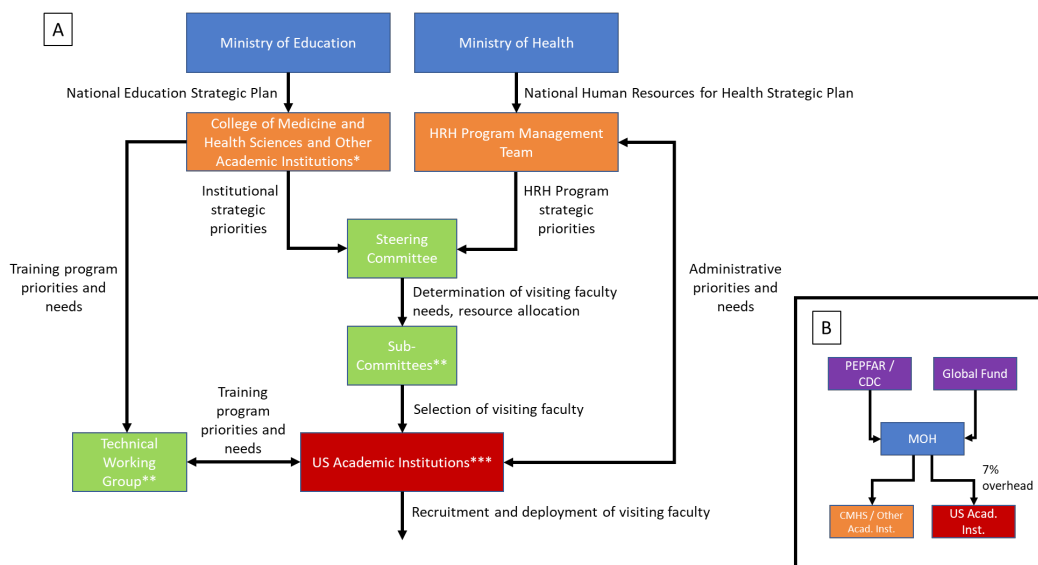 A
Ministry of Education
Ministry of Health
National Education Strategic Plan
National Human Resources for Health Strategic Plan
College of Medicine and
Health Sciences and Other
Academic Institutions*
HRH Program Management
Team
Institutional
strategic
priorities
HRH Program
strategic
priorities
Steering
Committee
Training program
priorities and
needs
Administrative
priorities and
needs
Determination of visiting faculty
needs, resource allocation
Sub-
Committees**
Training
program
priorities and
needs
Selection of visiting faculty
Technical
Working
Group**
US Academic Institutions***
Recruitment and deployment of visiting faculty
B
PEPFAR /
CDC
Global Fund
MOH
7%
overhead
CMHS / Other
Acad. Inst.
US Acad.
Inst.